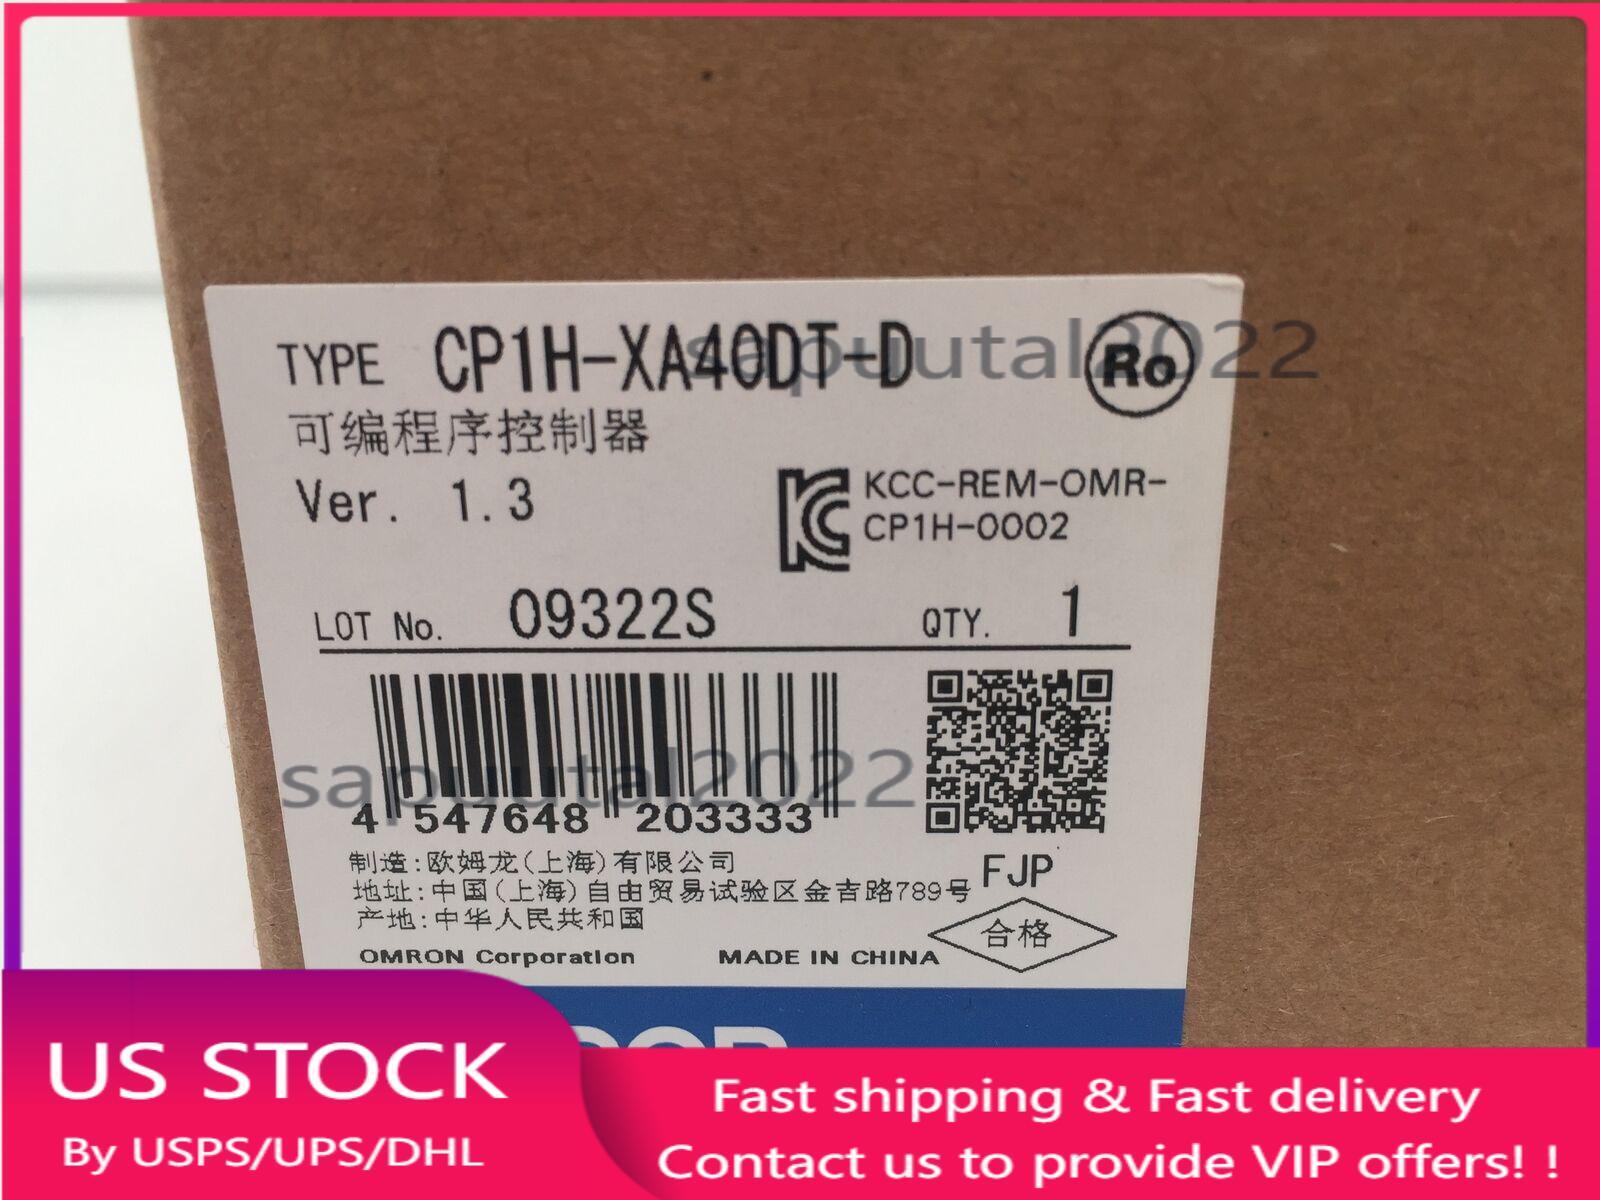 TYPE CP1H-XA40DT-D
Ro
sapuutal2022
可编程序控制器
Ver. 1.3
KC KCC-REM-OMR-
CP1H-0002
LOT No. 09322S QTY. 1
sapuutal2022
4 547648 203333
制造:欧姆龙(上海)有限公司
FJP
地址:中国(上海)自由贸易试验区金吉路789号
产地:中华人民共和国
合格
OMRON Corporation MADE IN CHINA
US STOCK
By USPS/UPS/DHL
Fast shipping & Fast delivery
Contact us to provide VIP offers! !